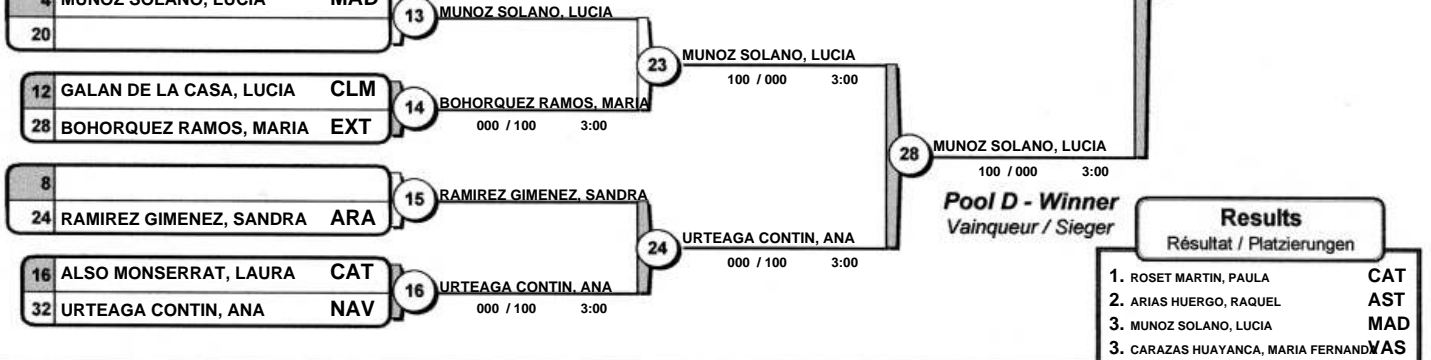 4 MUNOZ SOLANO, LUCIA MAD
20
13 MUNOZ SOLANO, LUCIA
12 GALAN DE LA CASA, LUCIA CLM
28 BOHORQUEZ RAMOS, MARIA EXT
14 BOHORQUEZ RAMOS, MARIA
000 / 100 3:00
23 MUNOZ SOLANO, LUCIA
100 / 000 3:00
8
24 RAMIREZ GIMENEZ, SANDRA ARA
15 RAMIREZ GIMENEZ, SANDRA
16 ALSO MONSERRAT, LAURA CAT
32 URTEAGA CONTIN, ANA NAV
16 URTEAGA CONTIN, ANA
000 / 100 3:00
24 URTEAGA CONTIN, ANA
000 / 100 3:00
28 MUNOZ SOLANO, LUCIA
100 / 000 3:00
Pool D - Winner
Vainqueur / Sieger
Results
Résultat / Platzierungen
1. ROSET MARTIN, PAULA CAT
2. ARIAS HUERGO, RAQUEL AST
3. MUNOZ SOLANO, LUCIA MAD
3. CARAZAS HUAYANCA, MARIA FERNANDA VAS